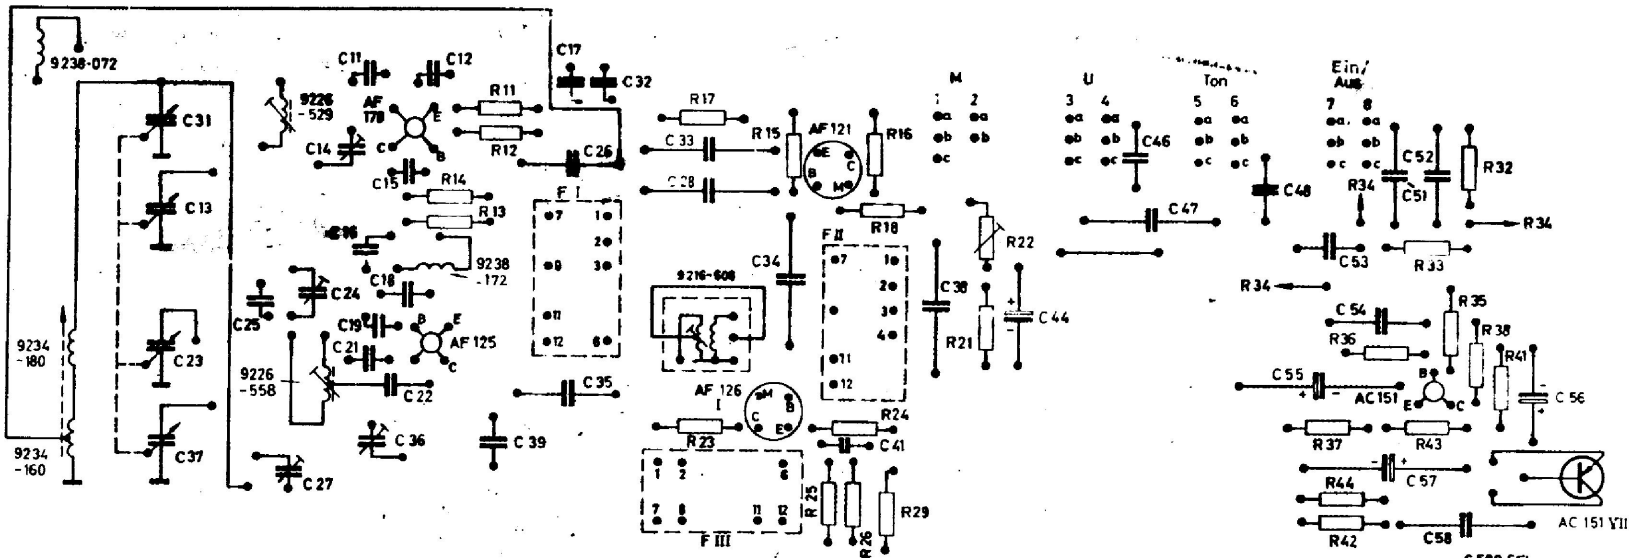 9238-072
C31
C13
C23
C37
9234
-180
9234
-160
9226
-529
C11
C12
AF
178
E
C
B
C14
C15
R11
R12
R14
R13
C17
C32
C26
C18
9238
-172
C24
C25
C19
C21
B
E
C
AF 125
9226
-558
C22
C36
C27
C39
F I
7
1
2
9
3
11
12
6
C35
R17
C33
C28
R15
AF 121
E
C
B
M
R16
R18
9216-608
C34
F II
7
1
2
3
4
11
12
C38
AF 126
I
M
B
C
E
R23
R24
C41
1
2
6
7
8
11
12
F III
R25
R26
R29
M
1
2
a
b
b
c
R22
R21
C44
U
3
4
a
a
b
b
c
c
C46
C47
Ton
5
6
a
a
b
b
c
c
C48
Ein/
Aus
7
8
a
a
b
b
c
c
R34
C52
C51
R32
R34
C53
R33
R34
C54
R36
R35
R38
R41
C55
+
-
AC151
B
E
C
C56
-
+
R37
R43
-
+
C57
R44
R42
C58
AC 151 VII